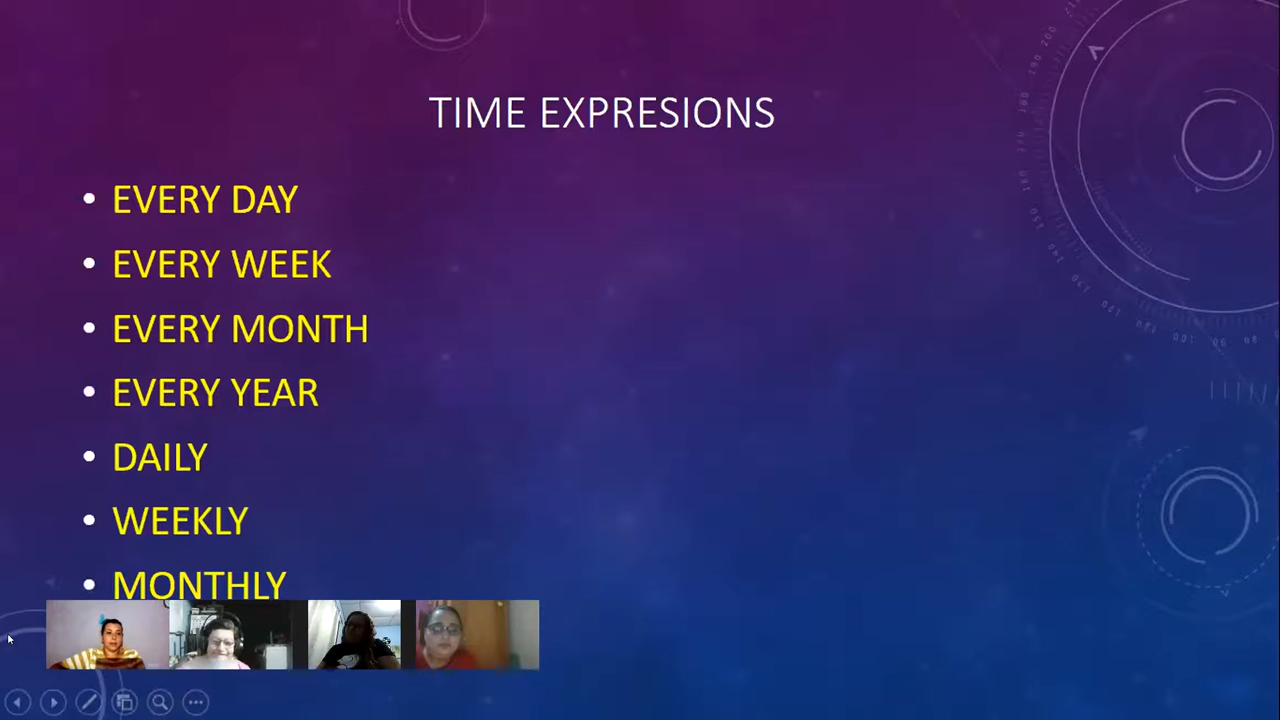 TIME EXPRESIONS
• EVERY DAY
• EVERY WEEK
• EVERY MONTH
• EVERY YEAR
• DAILY
• WEEKLY
• MONTHLY